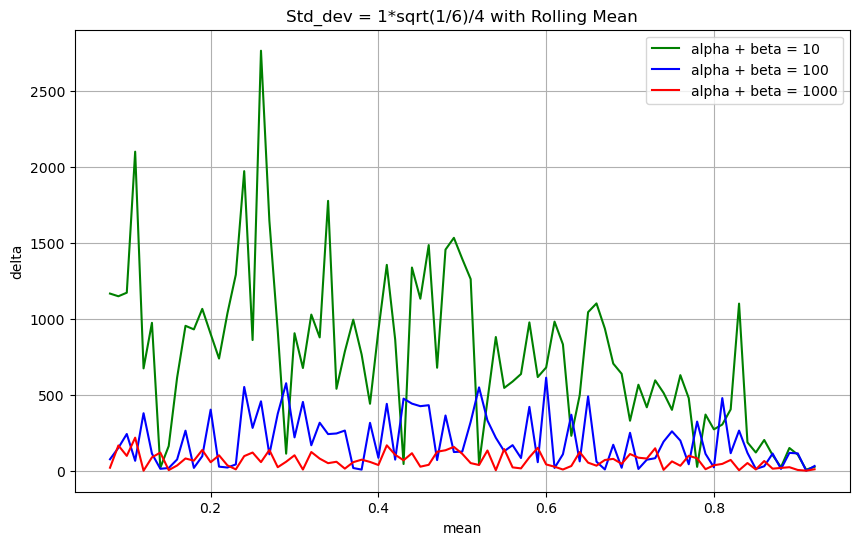 Std_dev = 1*sqrt(1/6)/4 with Rolling Mean
alpha + beta = 10
alpha + beta = 100
alpha + beta = 1000
delta
2500
2000
1500
1000
500
0
0.2
0.4
0.6
0.8
mean